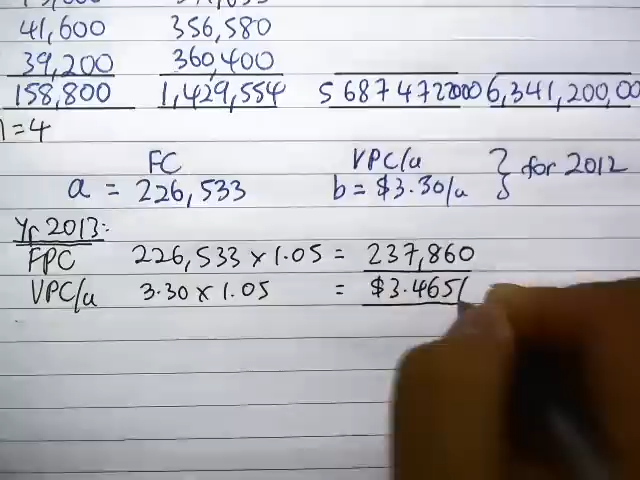 41,600 356,580
39,200 360,400
158,800 1,429,554 568747 22000 6,341,200,00
n=4
FC VPC/u
a = 226,533 b = $3.30/u } for 2012
Yr 2013:
FPC 226,533 x 1.05 = 237,860
VPC/u 3.30 x 1.05 = $3.465/